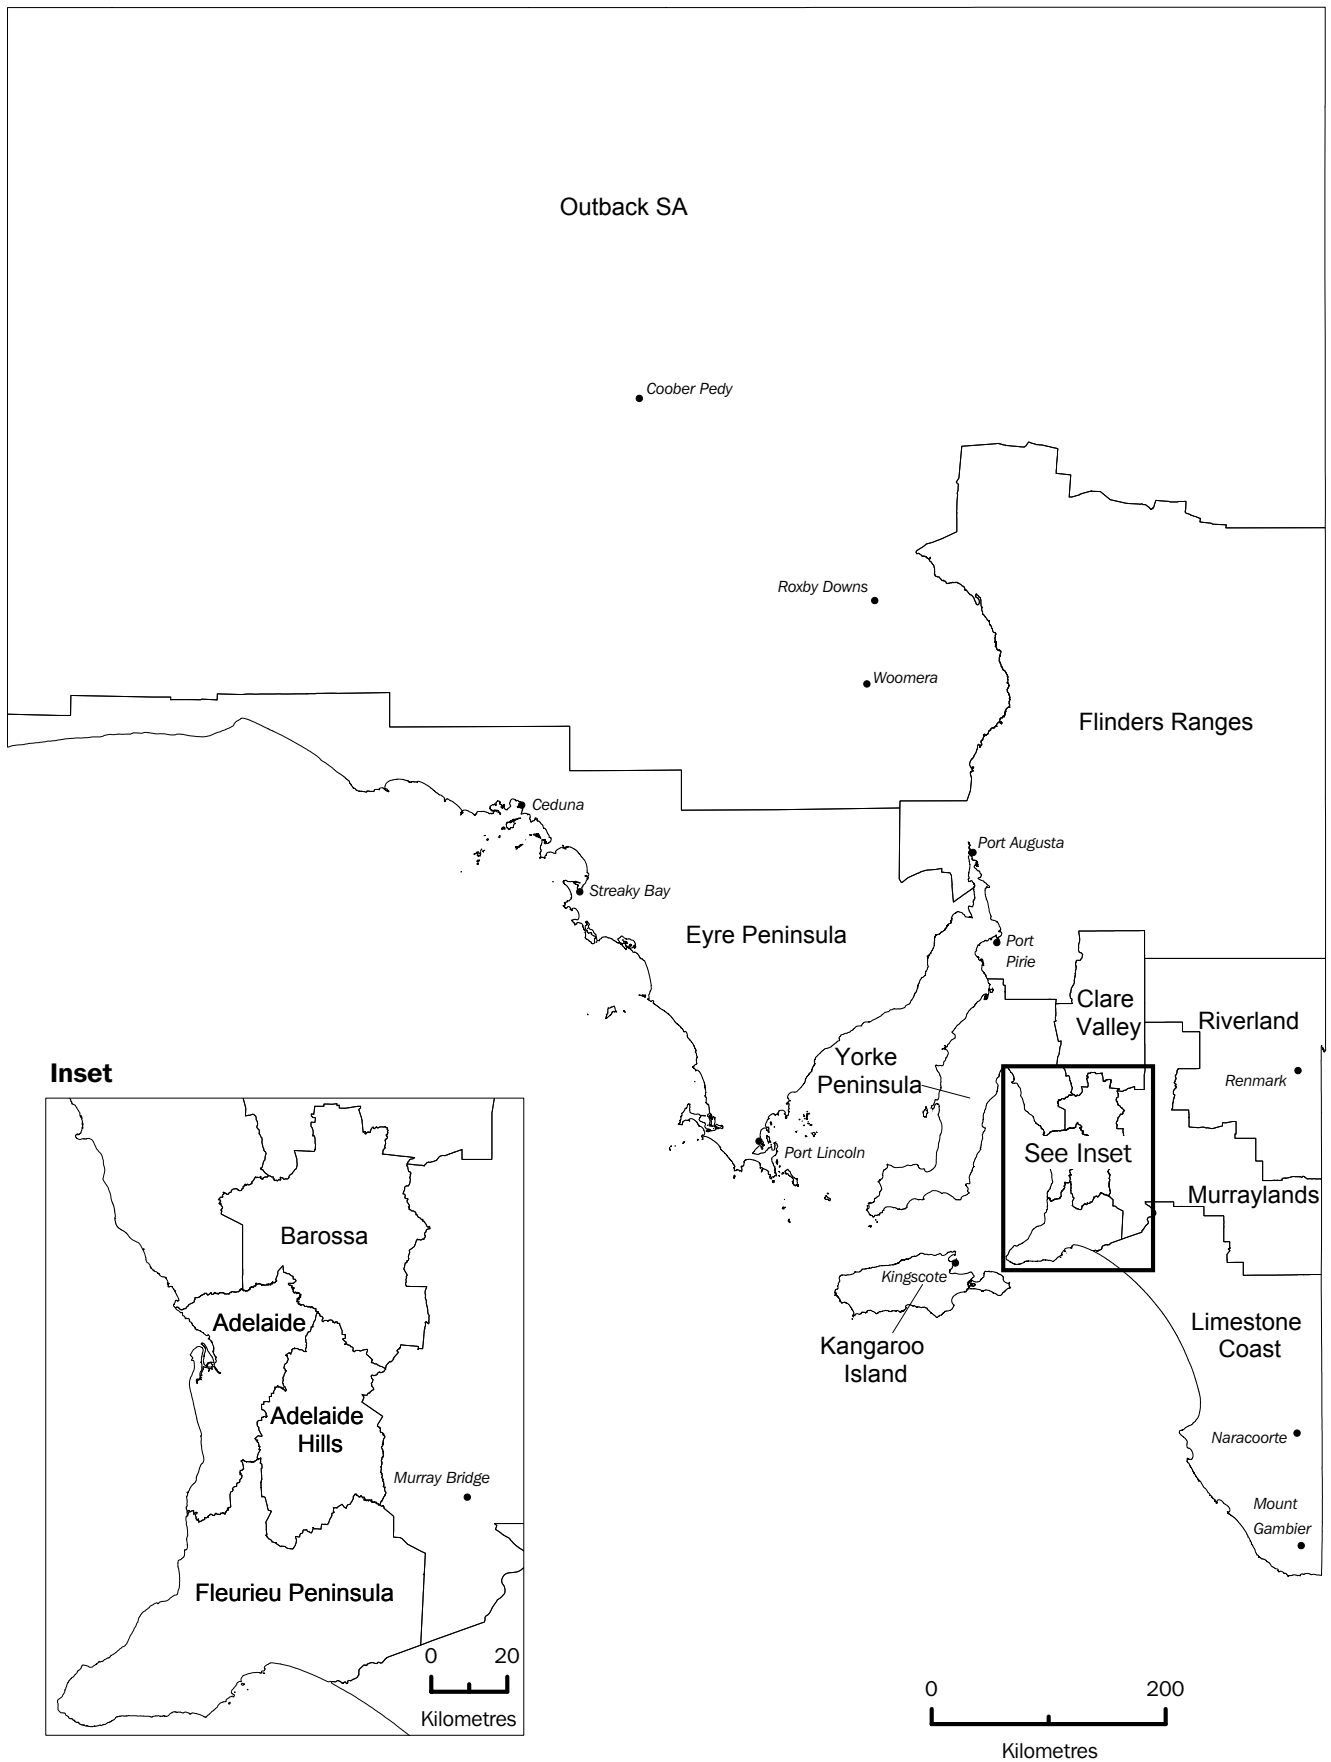 Outback SA
Coober Pedy
Roxby Downs
Woomera
Flinders Ranges
Ceduna
Port Augusta
Streaky Bay
Eyre Peninsula
Port
Pirie
Clare
Valley
Riverland
Yorke
Peninsula
Renmark
Port Lincoln
See Inset
Murraylands
Kingscote
Kangaroo
Island
Limestone
Coast
Naracoorte
Mount
Gambier
Inset
Barossa
Adelaide
Adelaide
Hills
Murray Bridge
Fleurieu Peninsula
0 20
Kilometres
0 200
Kilometres